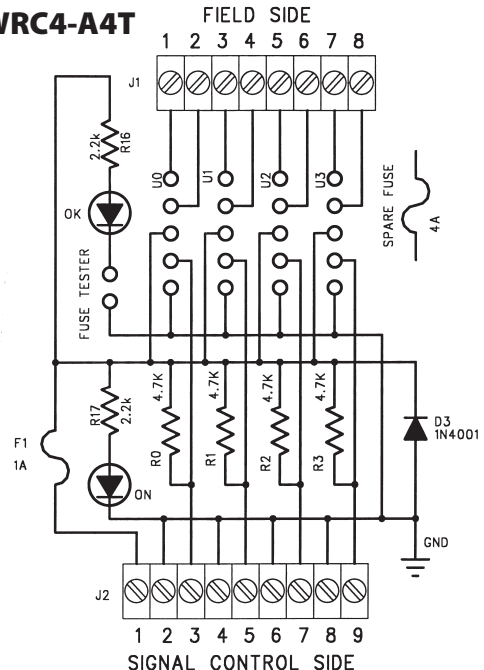 WRC4-A4T
FIELD SIDE
1 2 3 4 5 6 7 8
J1
2.2k
R16
OK
FUSE TESTER
U0
U1
U2
U3
SPARE FUSE
4A
F1
1A
R17
2.2k
ON
4.7K
4.7K
4.7K
4.7K
R0
R1
R2
R3
D3
1N4001
GND
J2
1 2 3 4 5 6 7 8 9
SIGNAL CONTROL SIDE